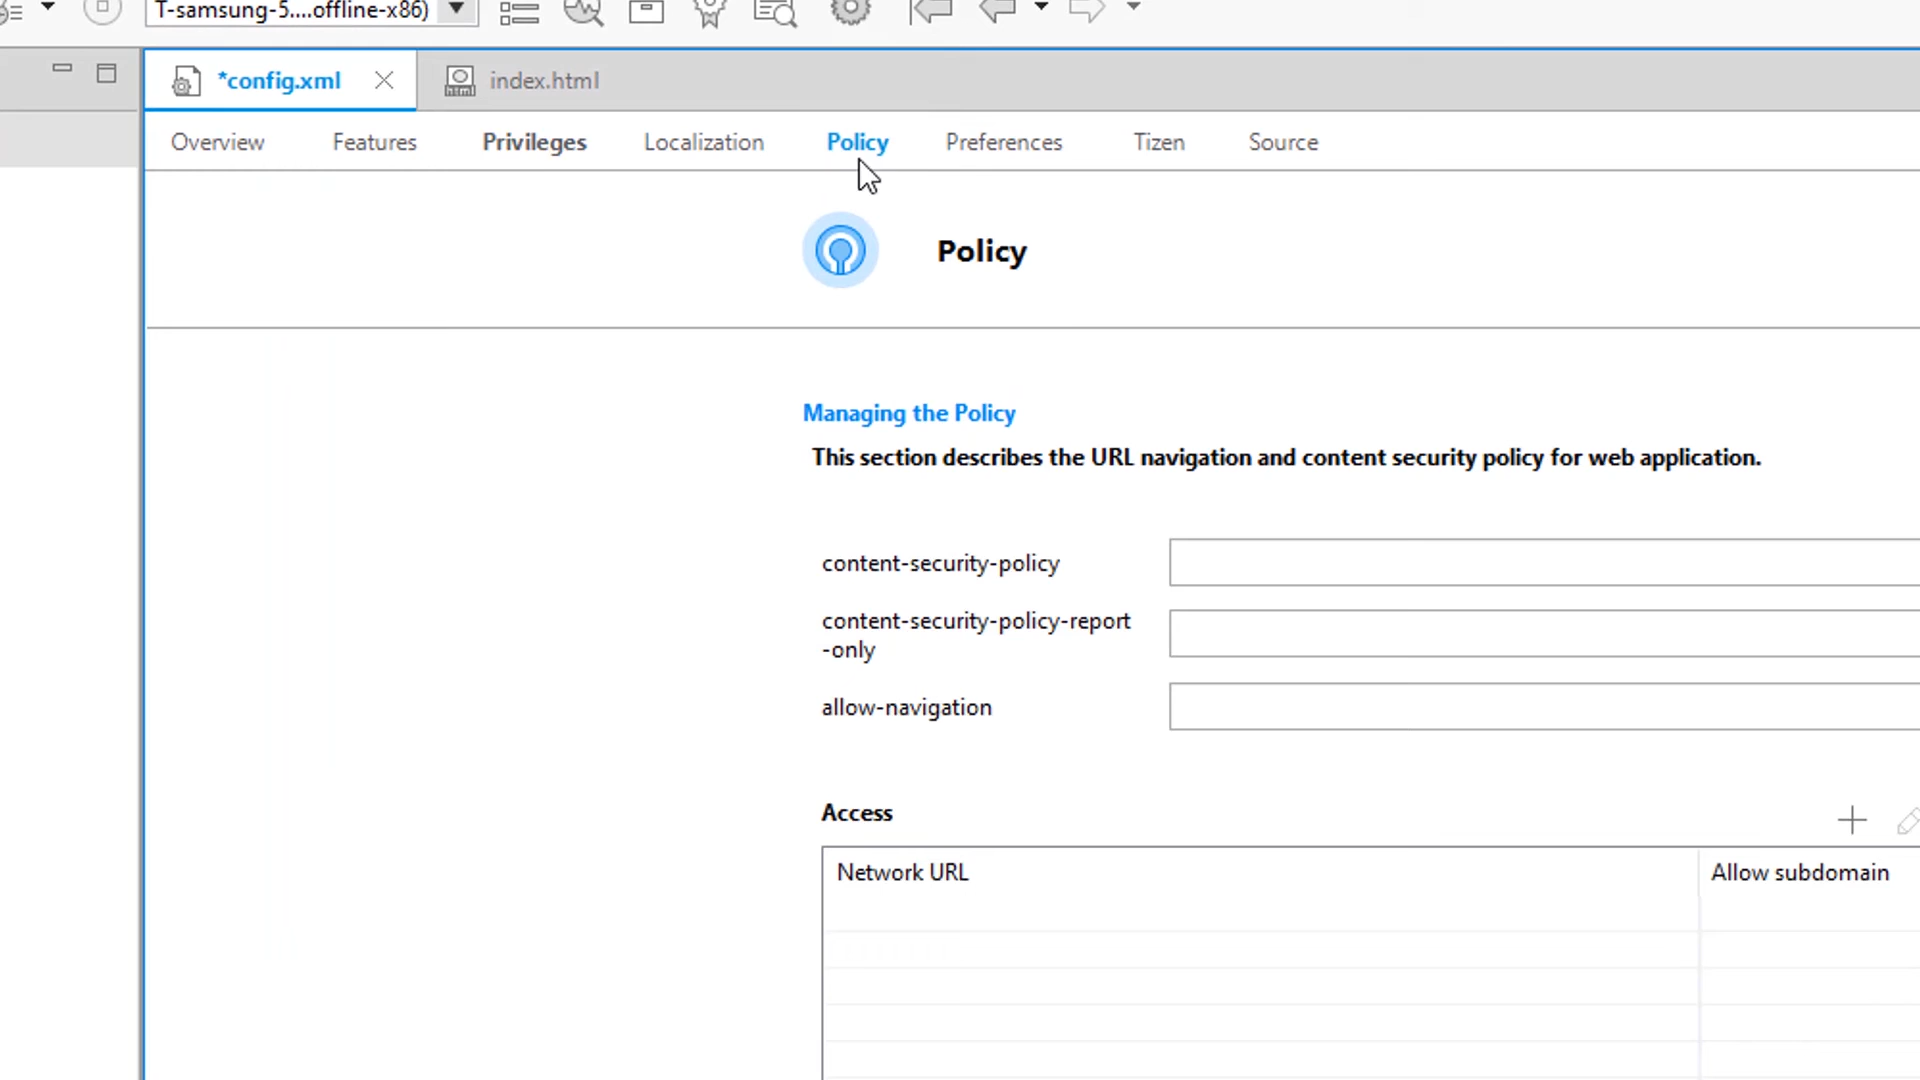 T-samsung-5....offline-x86)
*config.xml
index.html
Overview
Features
Privileges
Localization
Policy
Preferences
Tizen
Source
Policy
Managing the Policy
This section describes the URL navigation and content security policy for web application.
content-security-policy
content-security-policy-report
-only
allow-navigation
Access
Network URL
Allow subdomain